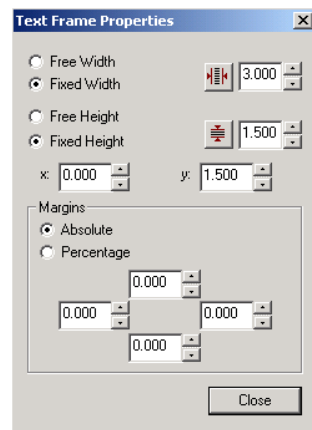 Text Frame Properties
Free Width
Fixed Width
3.000
Free Height
Fixed Height
1.500
x: 0.000 y: 1.500
Margins
Absolute
Percentage
0.000
0.000 0.000
0.000
Close